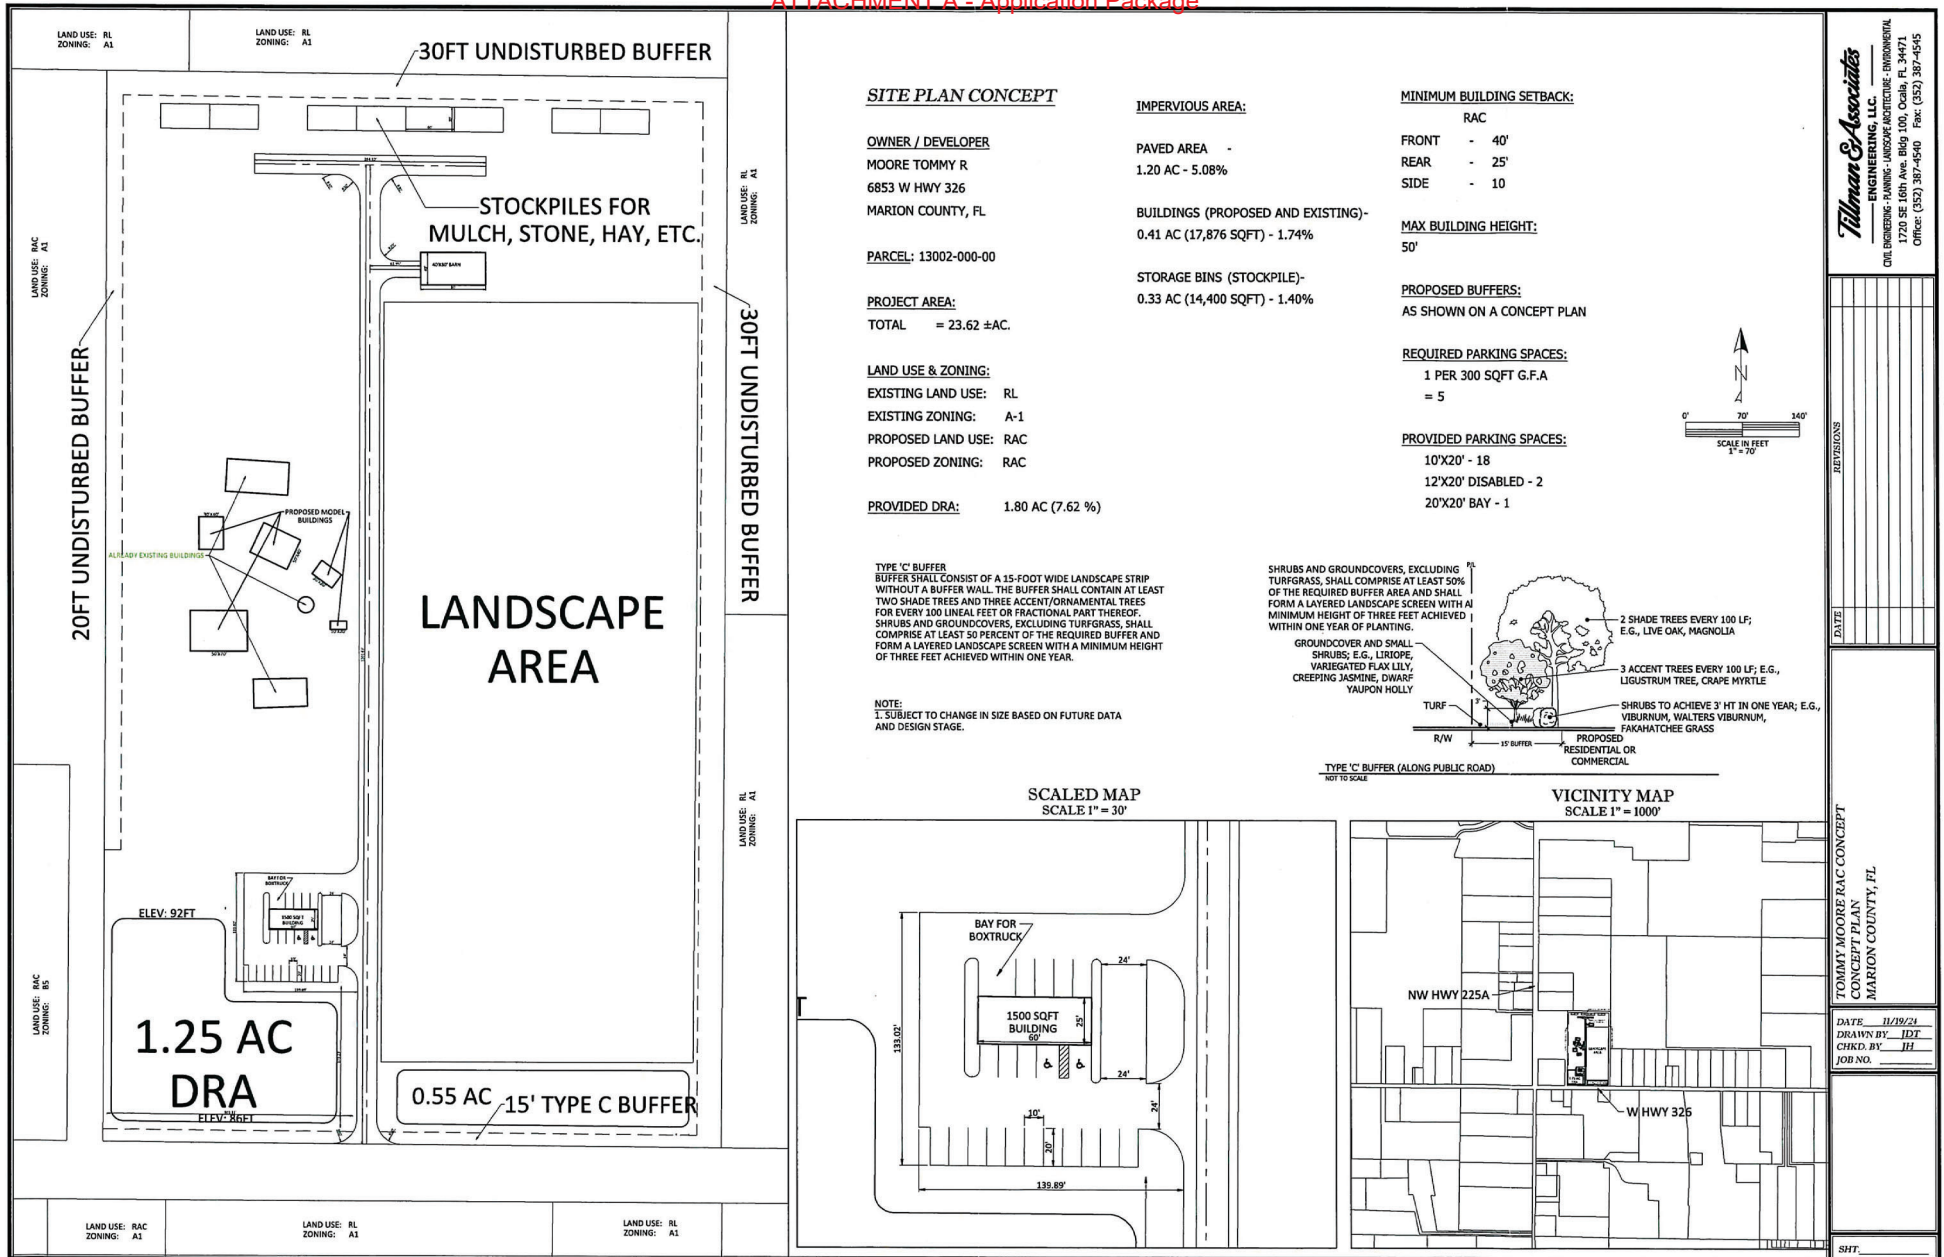 ATTACHMENT A - Application Package
LAND USE: RL
ZONING: A1
LAND USE: RL
ZONING: A1
30FT UNDISTURBED BUFFER
STOCKPILES FOR
MULCH, STONE, HAY, ETC.
LAND USE: RL
ZONING: A1
LAND USE: RAC
ZONING: A1
40'X80' BARN
20FT UNDISTURBED BUFFER
30FT UNDISTURBED BUFFER
PROPOSED MODEL
BUILDINGS
ALREADY EXISTING BUILDINGS
50'X70'
LANDSCAPE
AREA
LAND USE: RL
ZONING: A1
BAY FOR
BOXTRUCK
1500 SQFT
BUILDING
ELEV: 92FT
LAND USE: RAC
ZONING: B5
1.25 AC
DRA
ELEV: 86FT
0.55 AC
15' TYPE C BUFFER
LAND USE: RAC
ZONING: A1
LAND USE: RL
ZONING: A1
LAND USE: RL
ZONING: A1
SITE PLAN CONCEPT
OWNER / DEVELOPER
MOORE TOMMY R
6853 W HWY 326
MARION COUNTY, FL
PARCEL: 13002-000-00
PROJECT AREA:
TOTAL = 23.62 ±AC.
LAND USE & ZONING:
EXISTING LAND USE: RL
EXISTING ZONING: A-1
PROPOSED LAND USE: RAC
PROPOSED ZONING: RAC
PROVIDED DRA: 1.80 AC (7.62 %)
IMPERVIOUS AREA:
PAVED AREA -
1.20 AC - 5.08%
BUILDINGS (PROPOSED AND EXISTING)-
0.41 AC (17,876 SQFT) - 1.74%
STORAGE BINS (STOCKPILE)-
0.33 AC (14,400 SQFT) - 1.40%
MINIMUM BUILDING SETBACK:
RAC
FRONT - 40'
REAR - 25'
SIDE - 10
MAX BUILDING HEIGHT:
50'
PROPOSED BUFFERS:
AS SHOWN ON A CONCEPT PLAN
REQUIRED PARKING SPACES:
1 PER 300 SQFT G.F.A
= 5
PROVIDED PARKING SPACES:
10'X20' - 18
12'X20' DISABLED - 2
20'X20' BAY - 1
N
0' 70' 140'
SCALE IN FEET
1" = 70'
TYPE 'C' BUFFER
BUFFER SHALL CONSIST OF A 15-FOOT WIDE LANDSCAPE STRIP
WITHOUT A BUFFER WALL. THE BUFFER SHALL CONTAIN AT LEAST
TWO SHADE TREES AND THREE ACCENT/ORNAMENTAL TREES
FOR EVERY 100 LINEAL FEET OR FRACTIONAL PART THEREOF.
SHRUBS AND GROUNDCOVERS, EXCLUDING TURFGRASS, SHALL
COMPRISE AT LEAST 50 PERCENT OF THE REQUIRED BUFFER AND
FORM A LAYERED LANDSCAPE SCREEN WITH A MINIMUM HEIGHT
OF THREE FEET ACHIEVED WITHIN ONE YEAR.
NOTE:
1. SUBJECT TO CHANGE IN SIZE BASED ON FUTURE DATA
AND DESIGN STAGE.
SHRUBS AND GROUNDCOVERS, EXCLUDING
TURFGRASS, SHALL COMPRISE AT LEAST 50%
OF THE REQUIRED BUFFER AREA AND SHALL
FORM A LAYERED LANDSCAPE SCREEN WITH A
MINIMUM HEIGHT OF THREE FEET ACHIEVED
WITHIN ONE YEAR OF PLANTING.
P/L
GROUNDCOVER AND SMALL
SHRUBS; E.G., LIRIOPE,
VARIEGATED FLAX LILY,
CREEPING JASMINE, DWARF
YAUPON HOLLY
2 SHADE TREES EVERY 100 LF;
E.G., LIVE OAK, MAGNOLIA
3 ACCENT TREES EVERY 100 LF; E.G.,
LIGUSTRUM TREE, CRAPE MYRTLE
SHRUBS TO ACHIEVE 3' HT IN ONE YEAR; E.G.,
VIBURNUM, WALTERS VIBURNUM,
FAKAHATCHEE GRASS
TURF
3'
R/W
15' BUFFER
PROPOSED
RESIDENTIAL OR
COMMERCIAL
TYPE 'C' BUFFER (ALONG PUBLIC ROAD)
NOT TO SCALE
SCALED MAP
SCALE 1" = 30'
BAY FOR
BOXTRUCK
24'
1500 SQFT
BUILDING
60'
25'
133.02'
24'
24'
10'
20'
139.89'
T
VICINITY MAP
SCALE 1" = 1000'
NW HWY 225A
W HWY 326
Tillman & Associates
ENGINEERING, LLC.
CIVIL ENGINEERING - PLANNING - LANDSCAPE ARCHITECTURE - ENVIRONMENTAL
1720 SE 16th Ave. Bldg 100, Ocala, FL 34471
Office: (352) 387-4540 Fax: (352) 387-4545
REVISIONS
DATE
TOMMY MOORE RAC CONCEPT
CONCEPT PLAN
MARION COUNTY, FL
DATE 11/19/24
DRAWN BY JDT
CHKD. BY JH
JOB NO.
SHT.